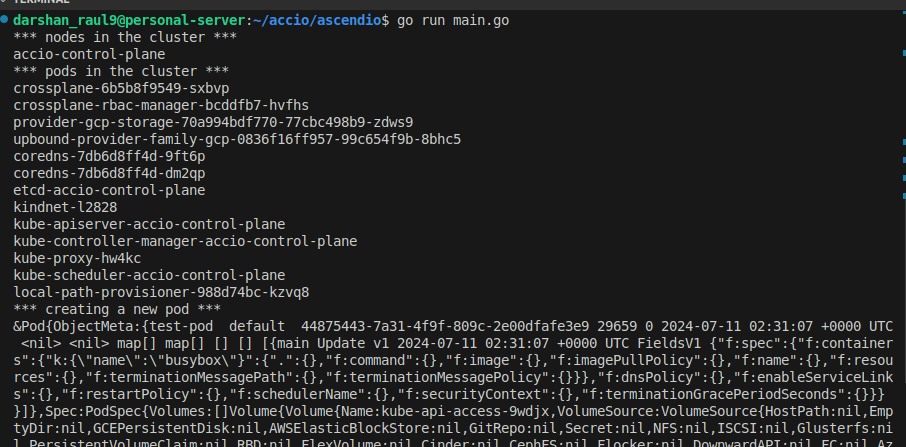 TERMINAL
darshan_raul9@personal-server:~/accio/ascendio$ go run main.go
*** nodes in the cluster ***
accio-control-plane
*** pods in the cluster ***
crossplane-6b5b8f9549-sxbvp
crossplane-rbac-manager-bcddfb7-hvfhs
provider-gcp-storage-70a994bdf770-77cbc498b9-zdws9
upbound-provider-family-gcp-0836f16ff957-99c654f9b-8bhc5
coredns-7db6d8ff4d-9ft6p
coredns-7db6d8ff4d-dm2qp
etcd-accio-control-plane
kindnet-l2828
kube-apiserver-accio-control-plane
kube-controller-manager-accio-control-plane
kube-proxy-hw4kc
kube-scheduler-accio-control-plane
local-path-provisioner-988d74bc-kzvq8
*** creating a new pod ***
&Pod{ObjectMeta:{test-pod  default  44875443-7a31-4f9f-809c-2e00dfafe3e9 29659 0 2024-07-11 02:31:07 +0000 UTC
 <nil> <nil> map[] map[] [] [] [{main Update v1 2024-07-11 02:31:07 +0000 UTC FieldsV1 {"f:spec":{"f:container
s":{"k:{\"name\":\"busybox\"}":{".":{},"f:command":{},"f:image":{},"f:imagePullPolicy":{},"f:name":{},"f:resou
rces":{},"f:terminationMessagePath":{},"f:terminationMessagePolicy":{}}},"f:dnsPolicy":{},"f:enableServiceLink
s":{},"f:restartPolicy":{},"f:schedulerName":{},"f:securityContext":{},"f:terminationGracePeriodSeconds":{}}}
}]},Spec:PodSpec{Volumes:[]Volume{Volume{Name:kube-api-access-9wdjx,VolumeSource:VolumeSource{HostPath:nil,Emp
tyDir:nil,GCEPersistentDisk:nil,AWSElasticBlockStore:nil,GitRepo:nil,Secret:nil,NFS:nil,ISCSI:nil,Glusterfs:ni
l,PersistentVolumeClaim:nil,RBD:nil,FlexVolume:nil,Cinder:nil,CephFS:nil,Flocker:nil,DownwardAPI:nil,FC:nil,Az